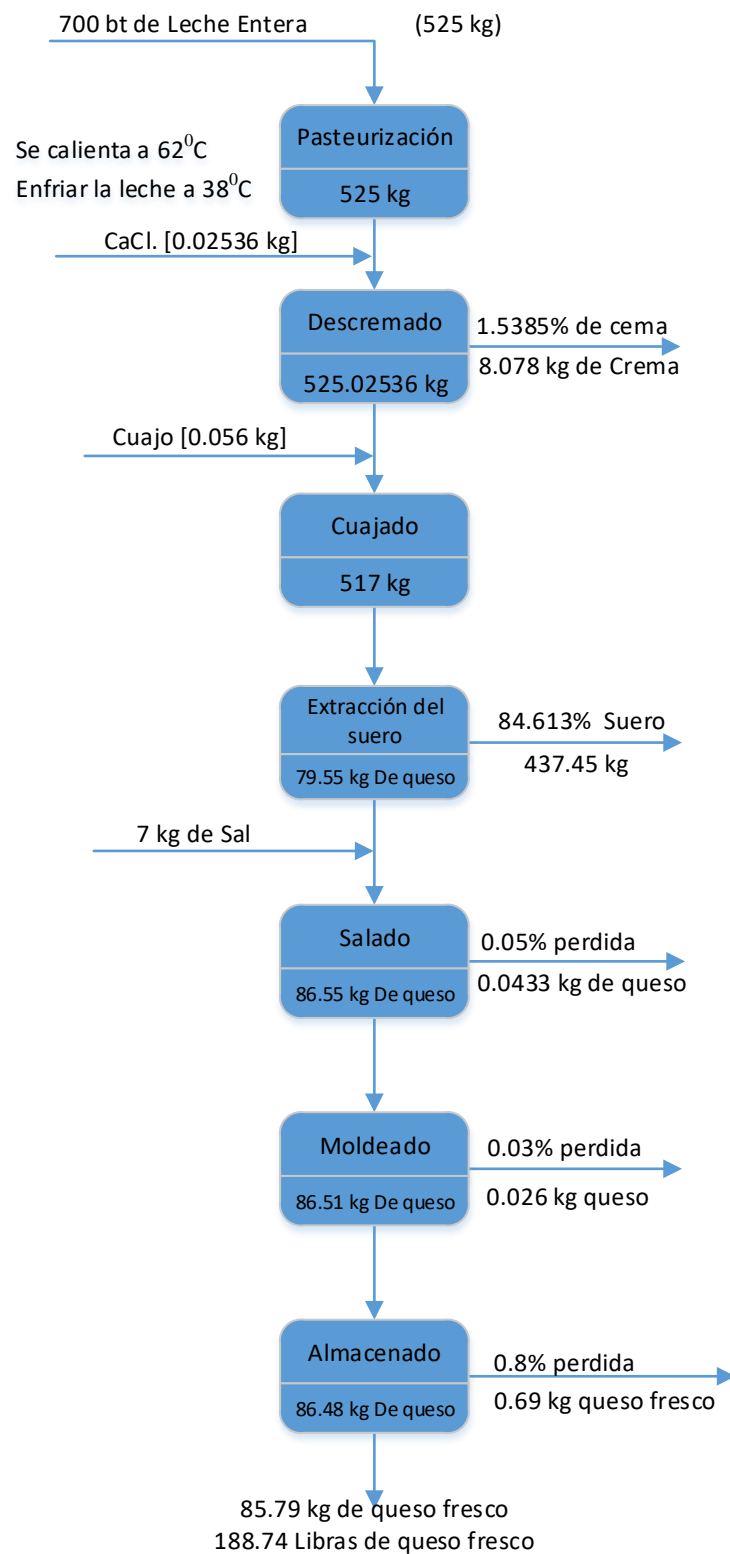 700 bt de Leche Entera (525 kg)
Pasteurización
525 kg
Se calienta a 62⁰C
Enfriar la leche a 38⁰C
CaCl. [0.02536 kg]
Descremado
525.02536 kg
1.5385% de cema
8.078 kg de Crema
Cuajo [0.056 kg]
Cuajado
517 kg
Extracción del
suero
79.55 kg De queso
84.613% Suero
437.45 kg
7 kg de Sal
Salado
86.55 kg De queso
0.05% perdida
0.0433 kg de queso
Moldeado
86.51 kg De queso
0.03% perdida
0.026 kg queso
Almacenado
86.48 kg De queso
0.8% perdida
0.69 kg queso fresco
85.79 kg de queso fresco
188.74 Libras de queso fresco